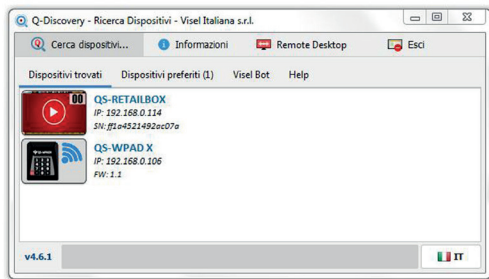 Q-Discovery - Ricerca Dispositivi - Visel Italiana s.r.l.
Cerca dispositivi... Informazioni Remote Desktop Esci
Dispositivi trovati Dispositivi preferiti (1) Visel Bot Help
00
QS-RETAILBOX
IP: 192.168.0.114
SN: ff1a4521492ac07a
QS-WPAD X
IP: 192.168.0.106
FW: 1.1
v4.6.1 IT